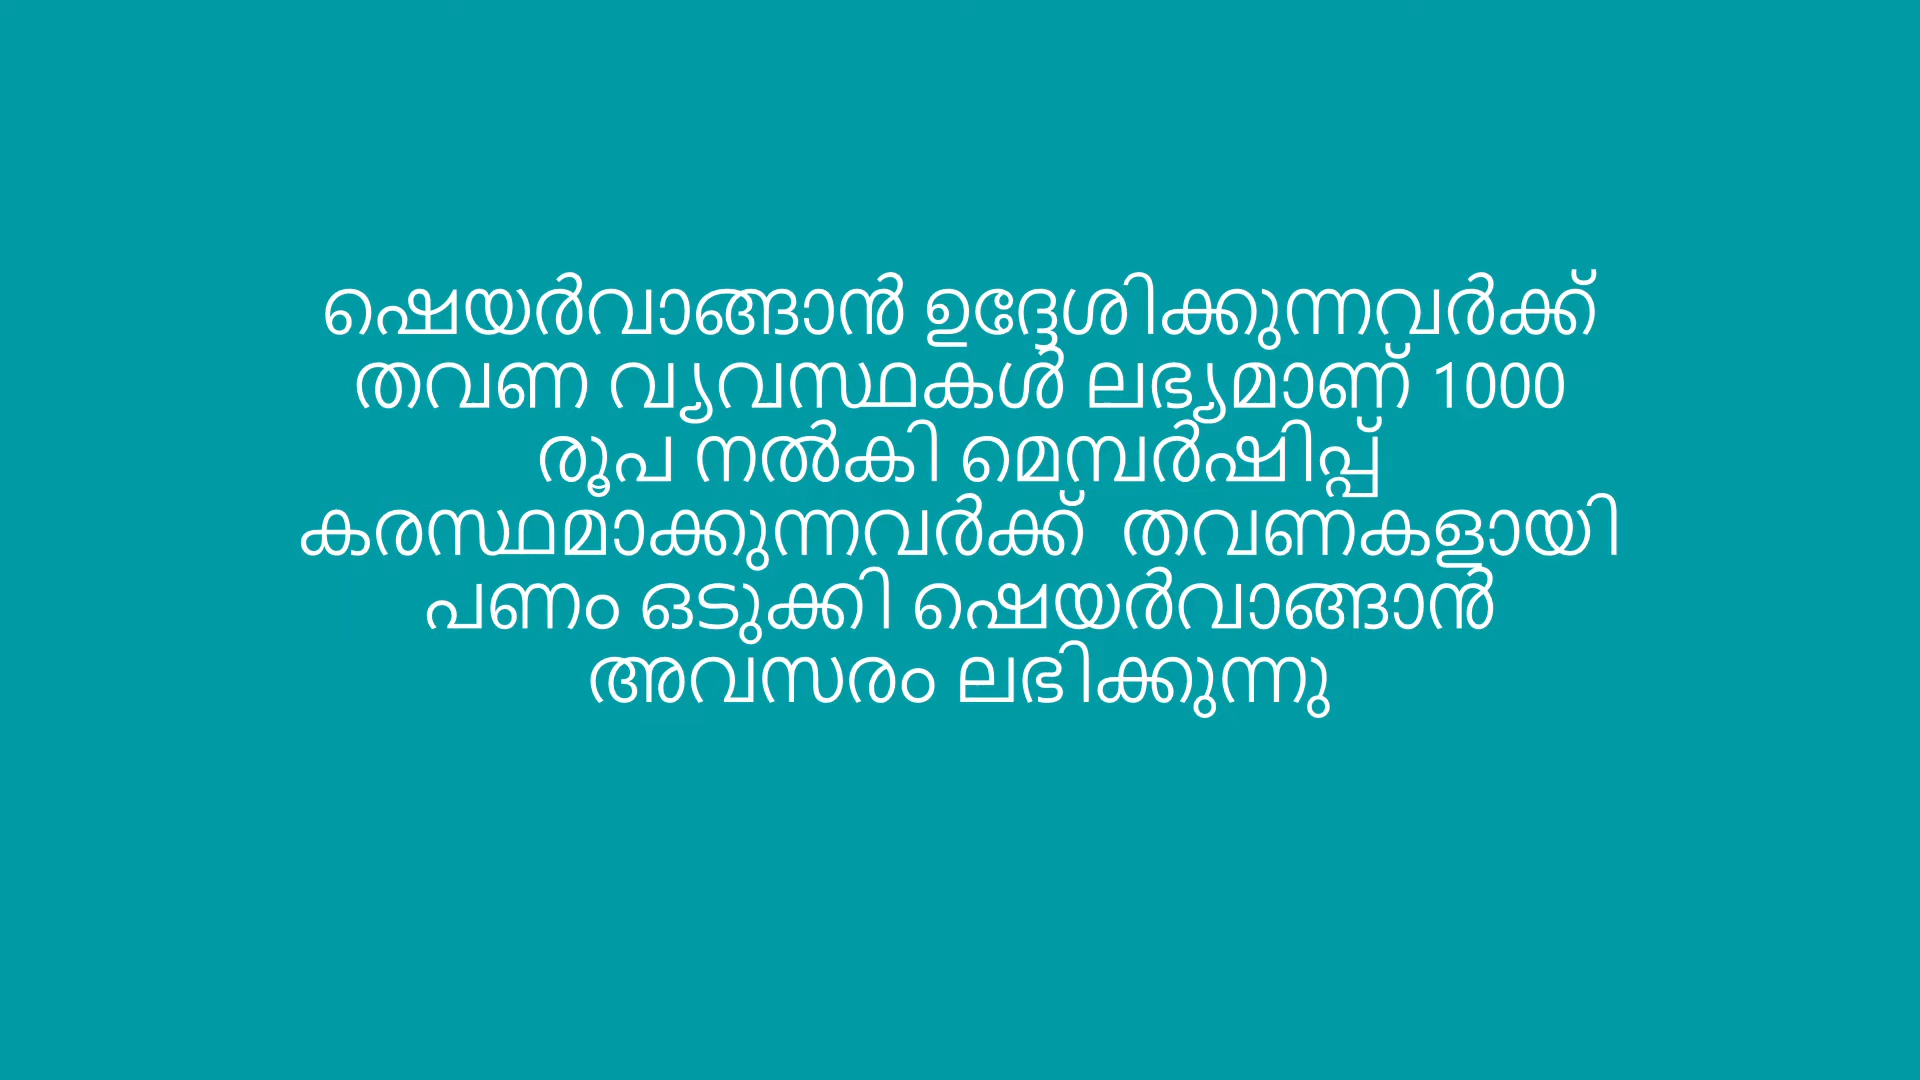 ഷെയർവാങ്ങാൻ ഉദ്ദേശിക്കുന്നവർക്ക്
തവണ വ്യവസ്ഥകൾ ലഭ്യമാണ് 1000
രൂപ നൽകി മെമ്പർഷിപ്പ്
കരസ്ഥമാക്കുന്നവർക്ക്  തവണകളായി
പണം ഒടുക്കി ഷെയർവാങ്ങാൻ
അവസരം ലഭിക്കുന്നു